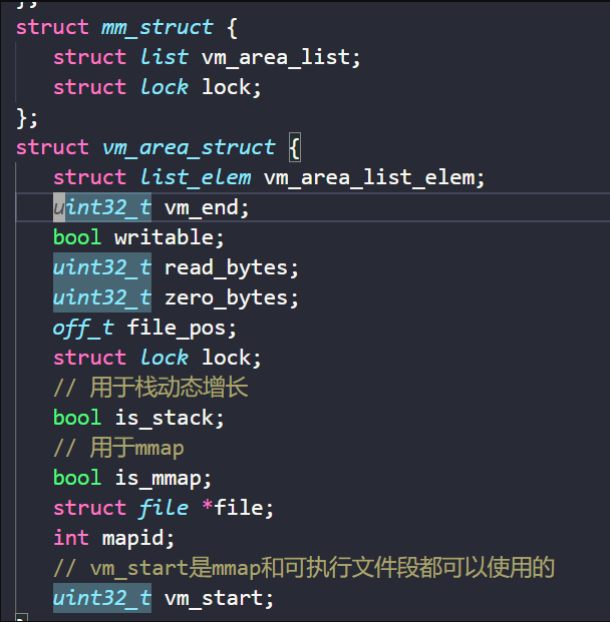 };
struct mm_struct {
struct list vm_area_list;
struct lock lock;
};
struct vm_area_struct {
struct list_elem vm_area_list_elem;
uint32_t vm_end;
bool writable;
uint32_t read_bytes;
uint32_t zero_bytes;
off_t file_pos;
struct lock lock;
// 用于栈动态增长
bool is_stack;
// 用于mmap
bool is_mmap;
struct file *file;
int mapid;
// vm_start是mmap和可执行文件段都可以使用的
uint32_t vm_start;